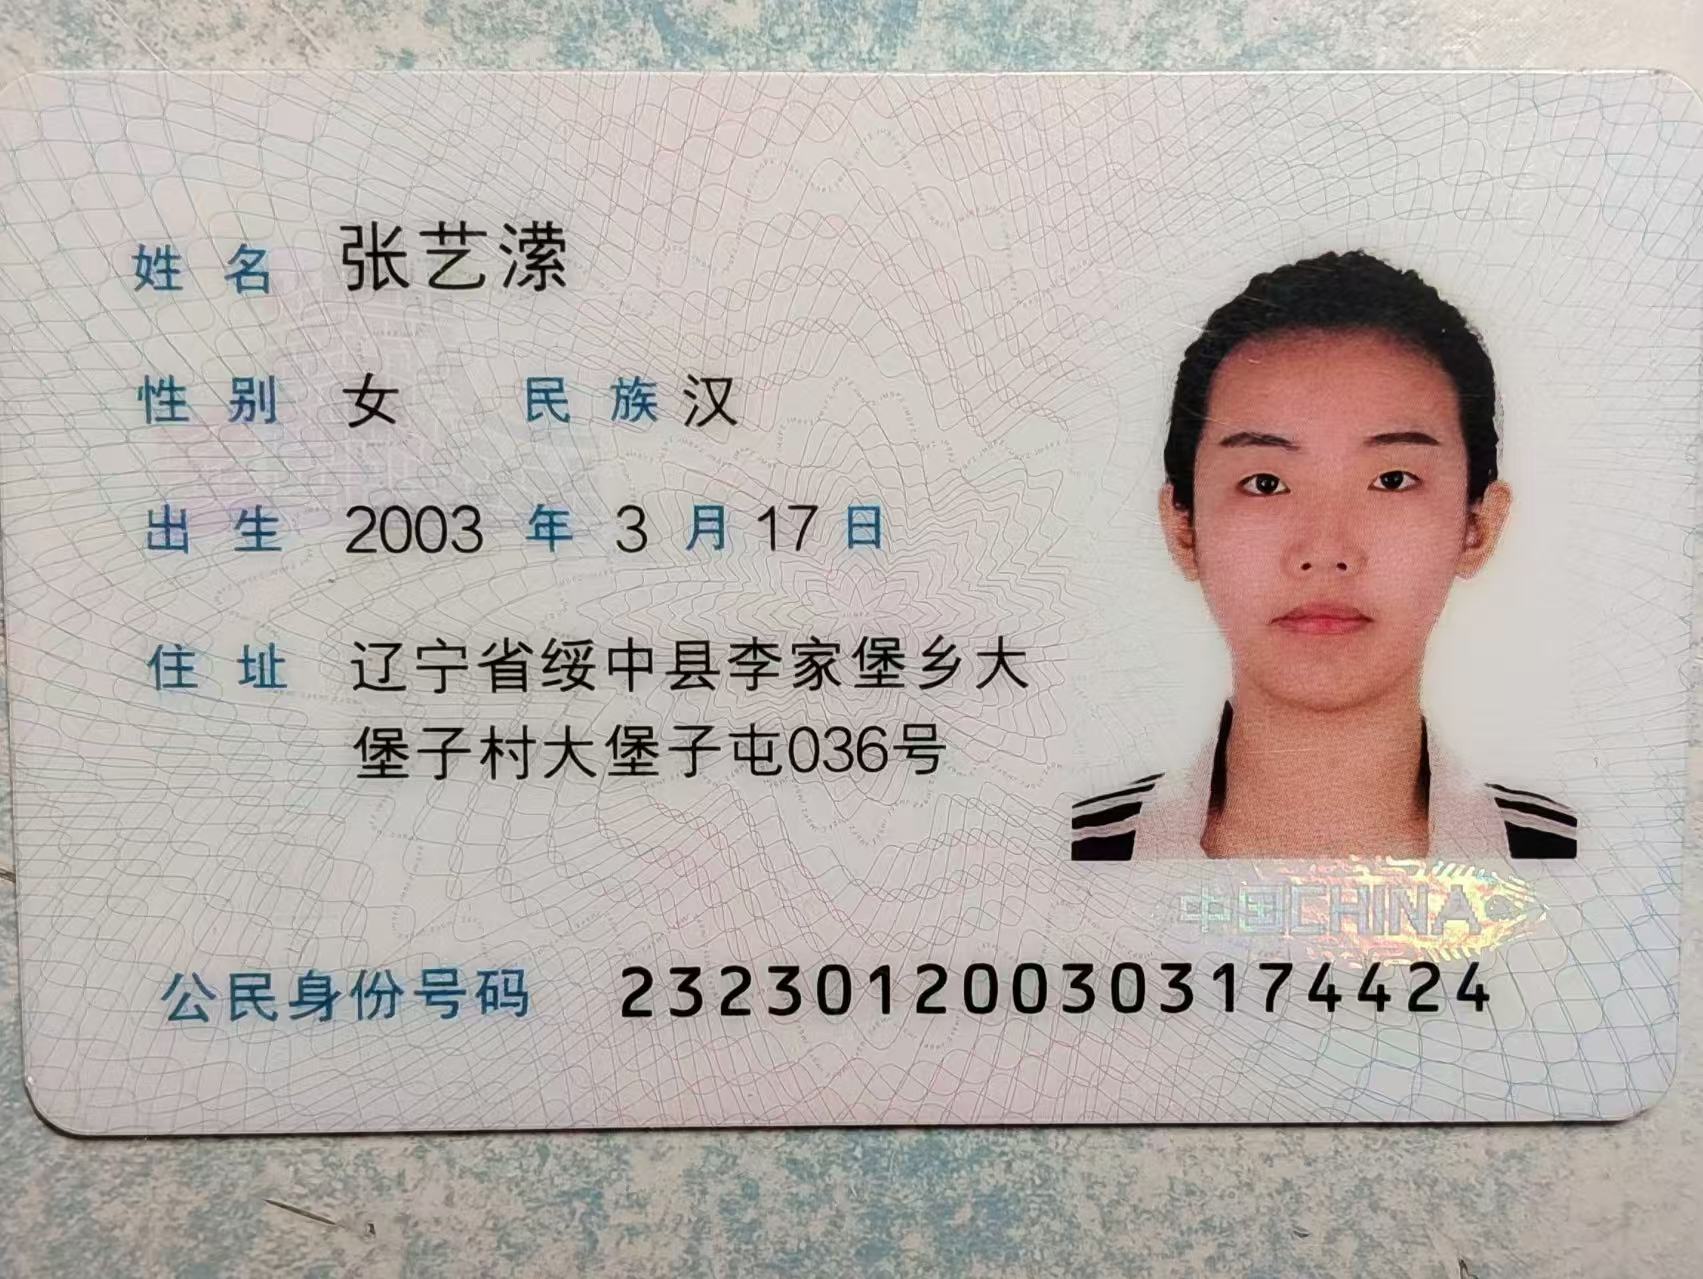 姓名 张艺潆
性别 女 民族 汉
出生 2003 年 3 月 17 日
住址 辽宁省绥中县李家堡乡大
堡子村大堡子屯036号
中国CHINA
公民身份号码 232301200303174424